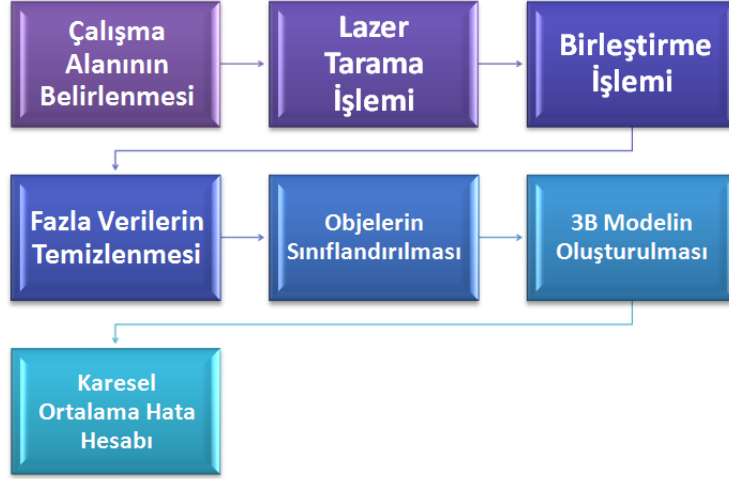 Çalışma
Alanının
Belirlenmesi
Lazer
Tarama
İşlemi
Birleştirme
İşlemi
Fazla Verilerin
Temizlenmesi
Objelerin
Sınıflandırılması
3B Modelin
Oluşturulması
Karesel
Ortalama Hata
Hesabı